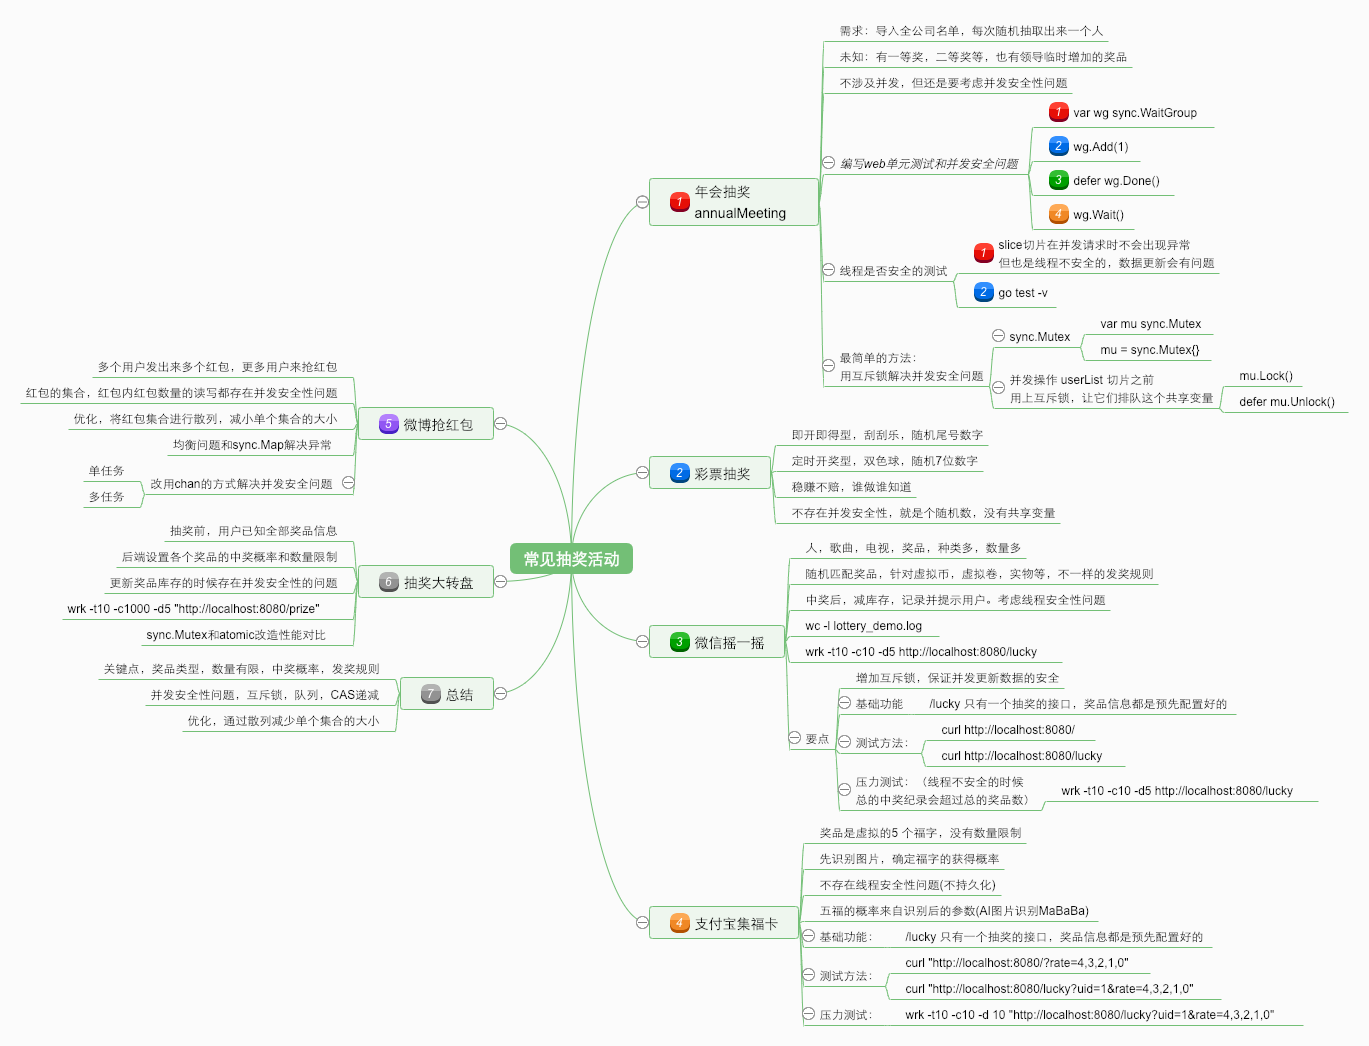 常见抽奖活动
1 年会抽奖
annualMeeting
需求：导入全公司名单，每次随机抽取出来一个人
未知：有一等奖，二等奖等，也有领导临时增加的奖品
不涉及并发，但还是要考虑并发安全性问题
编写web单元测试和并发安全问题
1 var wg sync.WaitGroup
2 wg.Add(1)
3 defer wg.Done()
4 wg.Wait()
线程是否安全的测试
1 slice切片在并发请求时不会出现异常
但也是线程不安全的，数据更新会有问题
2 go test -v
最简单的方法：
用互斥锁解决并发安全问题
sync.Mutex
var mu sync.Mutex
mu = sync.Mutex{}
并发操作 userList 切片之前
用上互斥锁，让它们排队这个共享变量
mu.Lock()
defer mu.Unlock()
2 彩票抽奖
即开即得型，刮刮乐，随机尾号数字
定时开奖型，双色球，随机7位数字
稳赚不赔，谁做谁知道
不存在并发安全性，就是个随机数，没有共享变量
3 微信摇一摇
人，歌曲，电视，奖品，种类多，数量多
随机匹配奖品，针对虚拟币，虚拟卷，实物等，不一样的发奖规则
中奖后，减库存，记录并提示用户。考虑线程安全性问题
wc -l lottery_demo.log
wrk -t10 -c10 -d5 http://localhost:8080/lucky
要点
增加互斥锁，保证并发更新数据的安全
基础功能
/lucky 只有一个抽奖的接口，奖品信息都是预先配置好的
测试方法：
curl http://localhost:8080/
curl http://localhost:8080/lucky
压力测试：（线程不安全的时候
总的中奖纪录会超过总的奖品数）
wrk -t10 -c10 -d5 http://localhost:8080/lucky
4 支付宝集福卡
奖品是虚拟的5 个福字，没有数量限制
先识别图片，确定福字的获得概率
不存在线程安全性问题(不持久化)
五福的概率来自识别后的参数(AI图片识别MaBaBa)
基础功能：
/lucky 只有一个抽奖的接口，奖品信息都是预先配置好的
测试方法：
curl "http://localhost:8080/?rate=4,3,2,1,0"
curl "http://localhost:8080/lucky?uid=1&rate=4,3,2,1,0"
压力测试：
wrk -t10 -c10 -d 10 "http://localhost:8080/lucky?uid=1&rate=4,3,2,1,0"
5 微博抢红包
多个用户发出来多个红包，更多用户来抢红包
红包的集合，红包内红包数量的读写都存在并发安全性问题
优化，将红包集合进行散列，减小单个集合的大小
均衡问题和sync.Map解决异常
改用chan的方式解决并发安全问题
单任务
多任务
6 抽奖大转盘
抽奖前，用户已知全部奖品信息
后端设置各个奖品的中奖概率和数量限制
更新奖品库存的时候存在并发安全性的问题
wrk -t10 -c1000 -d5 "http://localhost:8080/prize"
sync.Mutex和atomic改造性能对比
7 总结
关键点，奖品类型，数量有限，中奖概率，发奖规则
并发安全性问题，互斥锁，队列，CAS递减
优化，通过散列减少单个集合的大小